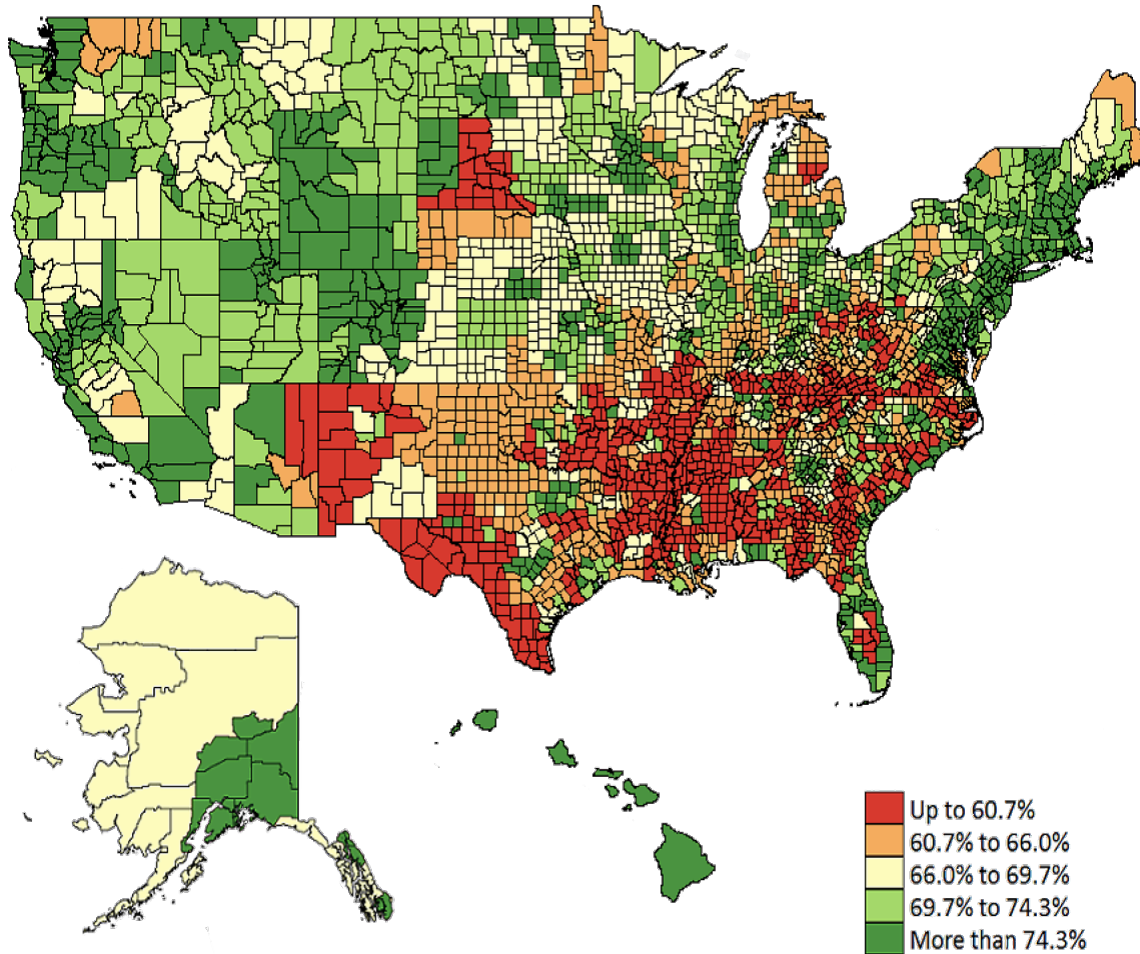 Up to 60.7%
60.7% to 66.0%
66.0% to 69.7%
69.7% to 74.3%
More than 74.3%